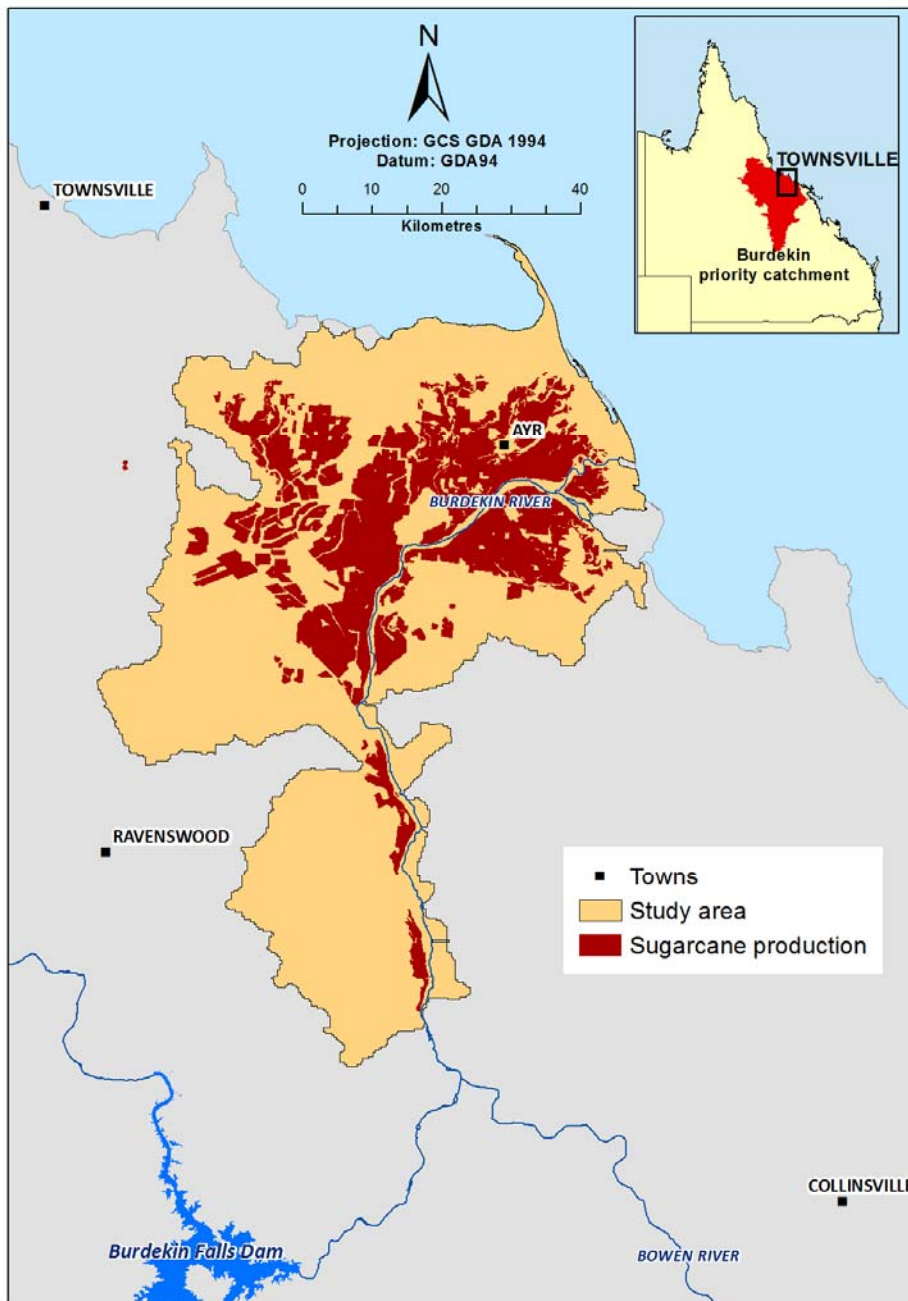 N
Projection: GCS GDA 1994
Datum: GDA94
0 10 20 40
Kilometres
TOWNSVILLE
TOWNSVILLE
Burdekin
priority catchment
AYR
BURDEKIN RIVER
RAVENSWOOD
Towns
Study area
Sugarcane production
COLLINSVILLE
Burdekin Falls Dam
BOWEN RIVER